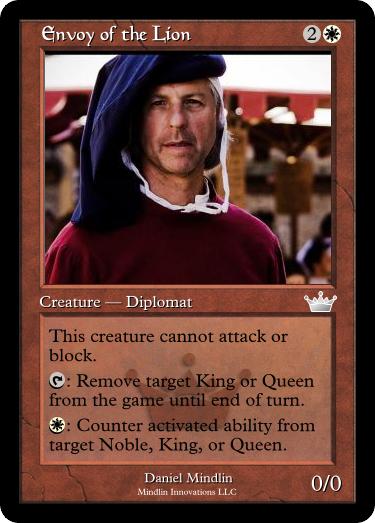 Envoy of the Lion 2
Creature — Diplomat
This creature cannot attack or
block.
: Remove target King or Queen
from the game until end of turn.
: Counter activated ability from
target Noble, King, or Queen.
Daniel Mindlin
Mindlin Innovations LLC
0/0